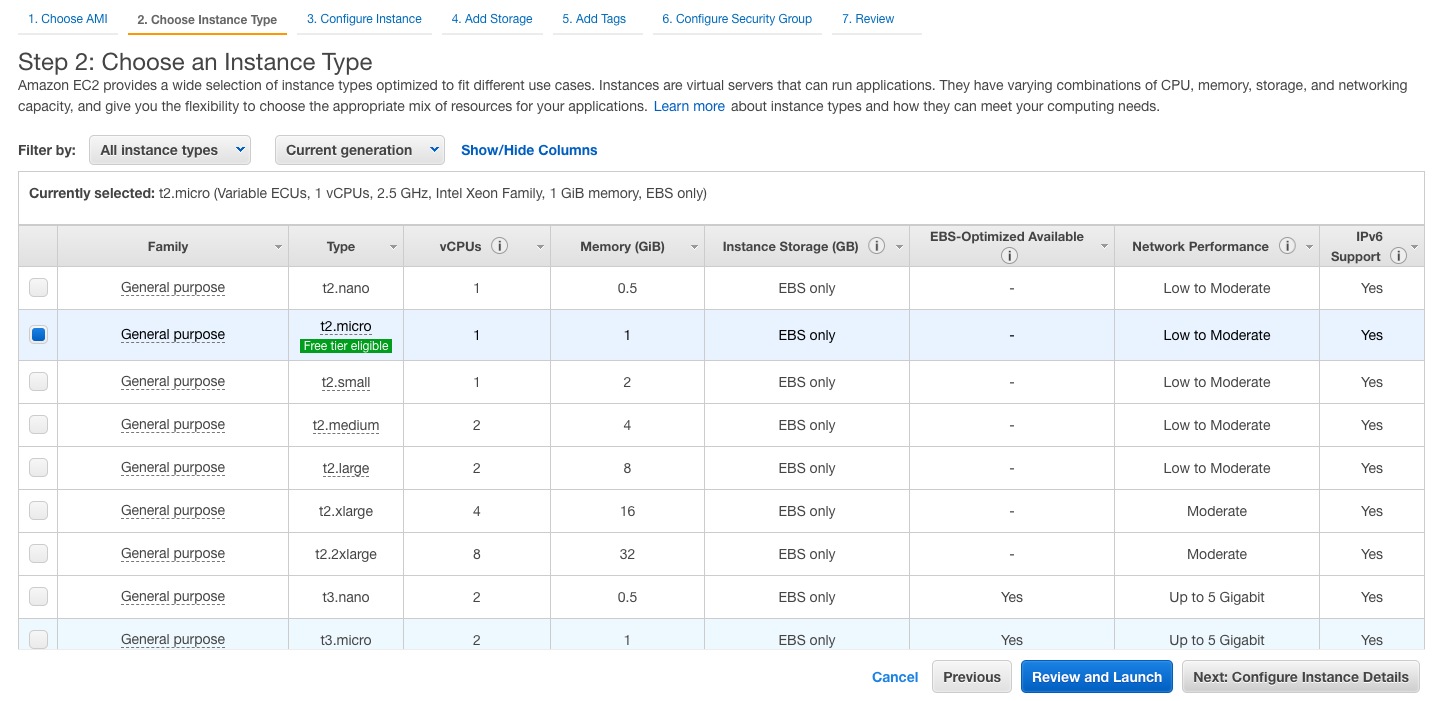 1. Choose AMI 2. Choose Instance Type 3. Configure Instance 4. Add Storage 5. Add Tags 6. Configure Security Group 7. Review
Step 2: Choose an Instance Type
Amazon EC2 provides a wide selection of instance types optimized to fit different use cases. Instances are virtual servers that can run applications. They have varying combinations of CPU, memory, storage, and networking
capacity, and give you the flexibility to choose the appropriate mix of resources for your applications. Learn more about instance types and how they can meet your computing needs.
Filter by: All instance types Current generation Show/Hide Columns
Currently selected: t2.micro (Variable ECUs, 1 vCPUs, 2.5 GHz, Intel Xeon Family, 1 GiB memory, EBS only)
Family Type vCPUs i Memory (GiB) Instance Storage (GB) i EBS-Optimized Available i Network Performance i IPv6 Support i
General purpose t2.nano 1 0.5 EBS only - Low to Moderate Yes
General purpose t2.micro 1 1 EBS only - Low to Moderate Yes
Free tier eligible
General purpose t2.small 1 2 EBS only - Low to Moderate Yes
General purpose t2.medium 2 4 EBS only - Low to Moderate Yes
General purpose t2.large 2 8 EBS only - Low to Moderate Yes
General purpose t2.xlarge 4 16 EBS only - Moderate Yes
General purpose t2.2xlarge 8 32 EBS only - Moderate Yes
General purpose t3.nano 2 0.5 EBS only Yes Up to 5 Gigabit Yes
General purpose t3.micro 2 1 EBS only Yes Up to 5 Gigabit Yes
Cancel Previous Review and Launch Next: Configure Instance Details